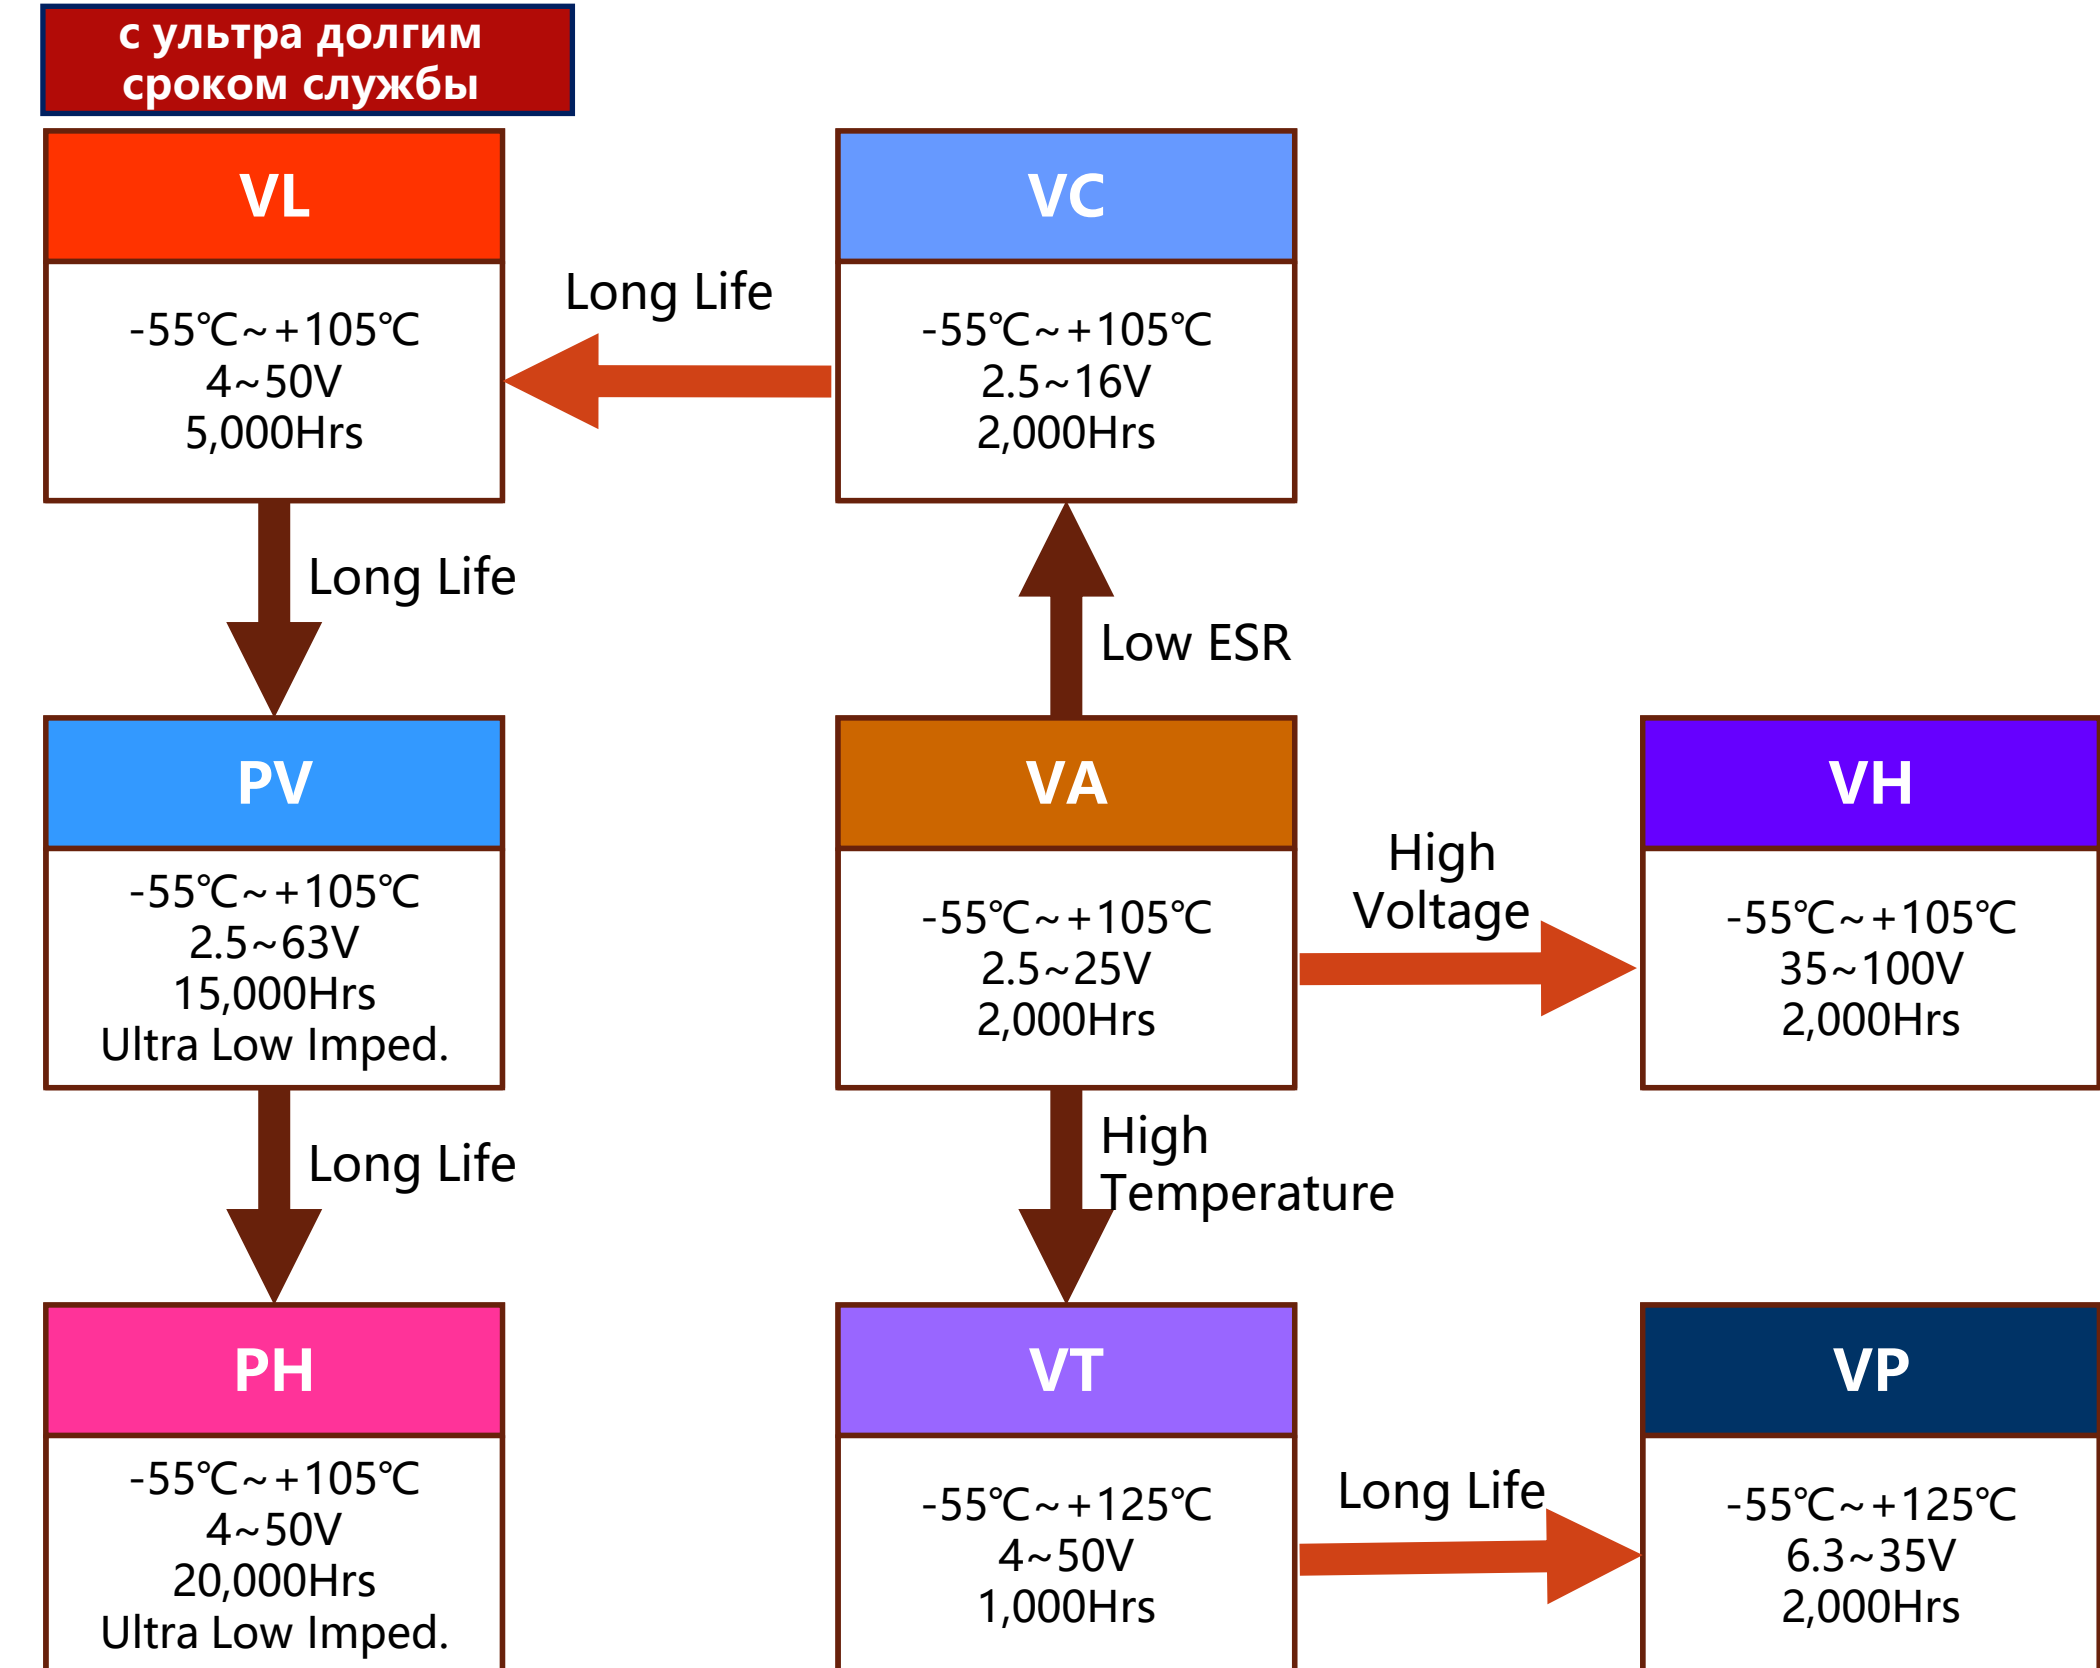 с ультра долгим
сроком службы
VL
-55℃~+105℃
4~50V
5,000Hrs
Long Life
VC
-55℃~+105℃
2.5~16V
2,000Hrs
Long Life
Low ESR
PV
-55℃~+105℃
2.5~63V
15,000Hrs
Ultra Low Imped.
VA
-55℃~+105℃
2.5~25V
2,000Hrs
High
Voltage
VH
-55℃~+105℃
35~100V
2,000Hrs
Long Life
High
Temperature
PH
-55℃~+105℃
4~50V
20,000Hrs
Ultra Low Imped.
VT
-55℃~+125℃
4~50V
1,000Hrs
Long Life
VP
-55℃~+125℃
6.3~35V
2,000Hrs